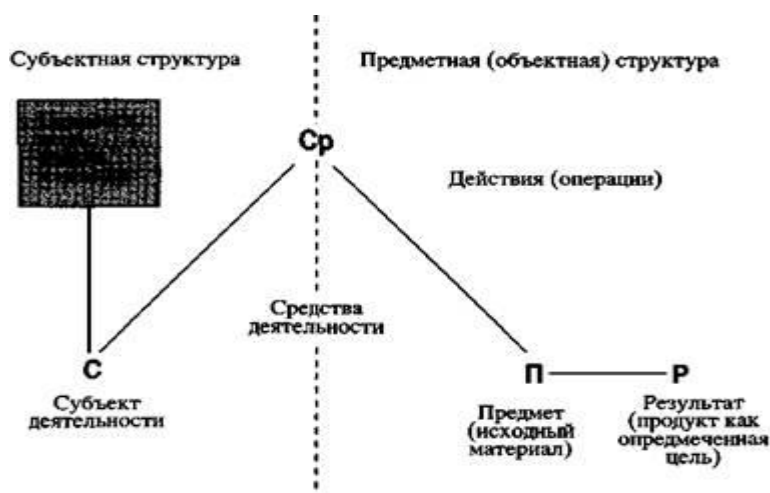 Субъектная структура
Предметная (объектная) структура
Ср
Действия (операции)
Средства
деятельности
С
Субъект
деятельности
П
Предмет
(исходный
материал)
Р
Результат
(продукт как
опредмеченная
цель)